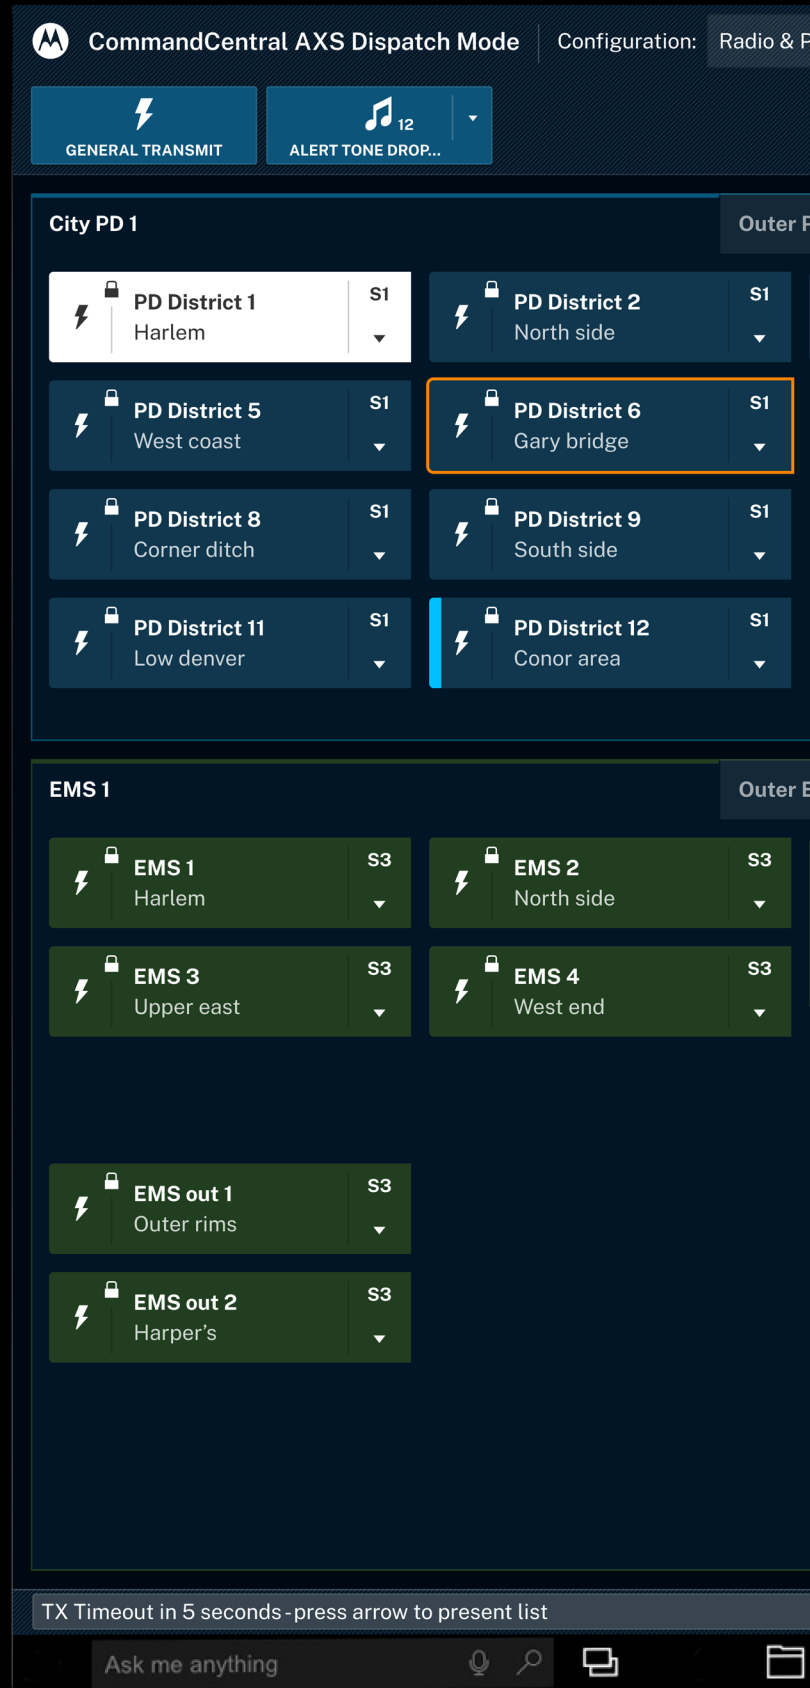 CommandCentral AXS Dispatch Mode
Configuration:
Radio & P
GENERAL TRANSMIT
12
ALERT TONE DROP...
City PD 1
Outer P
PD District 1
Harlem
S1
PD District 2
North side
S1
PD District 5
West coast
S1
PD District 6
Gary bridge
S1
PD District 8
Corner ditch
S1
PD District 9
South side
S1
PD District 11
Low denver
S1
PD District 12
Conor area
S1
EMS 1
Outer E
EMS 1
Harlem
S3
EMS 2
North side
S3
EMS 3
Upper east
S3
EMS 4
West end
S3
EMS out 1
Outer rims
S3
EMS out 2
Harper’s
S3
TX Timeout in 5 seconds - press arrow to present list
Ask me anything